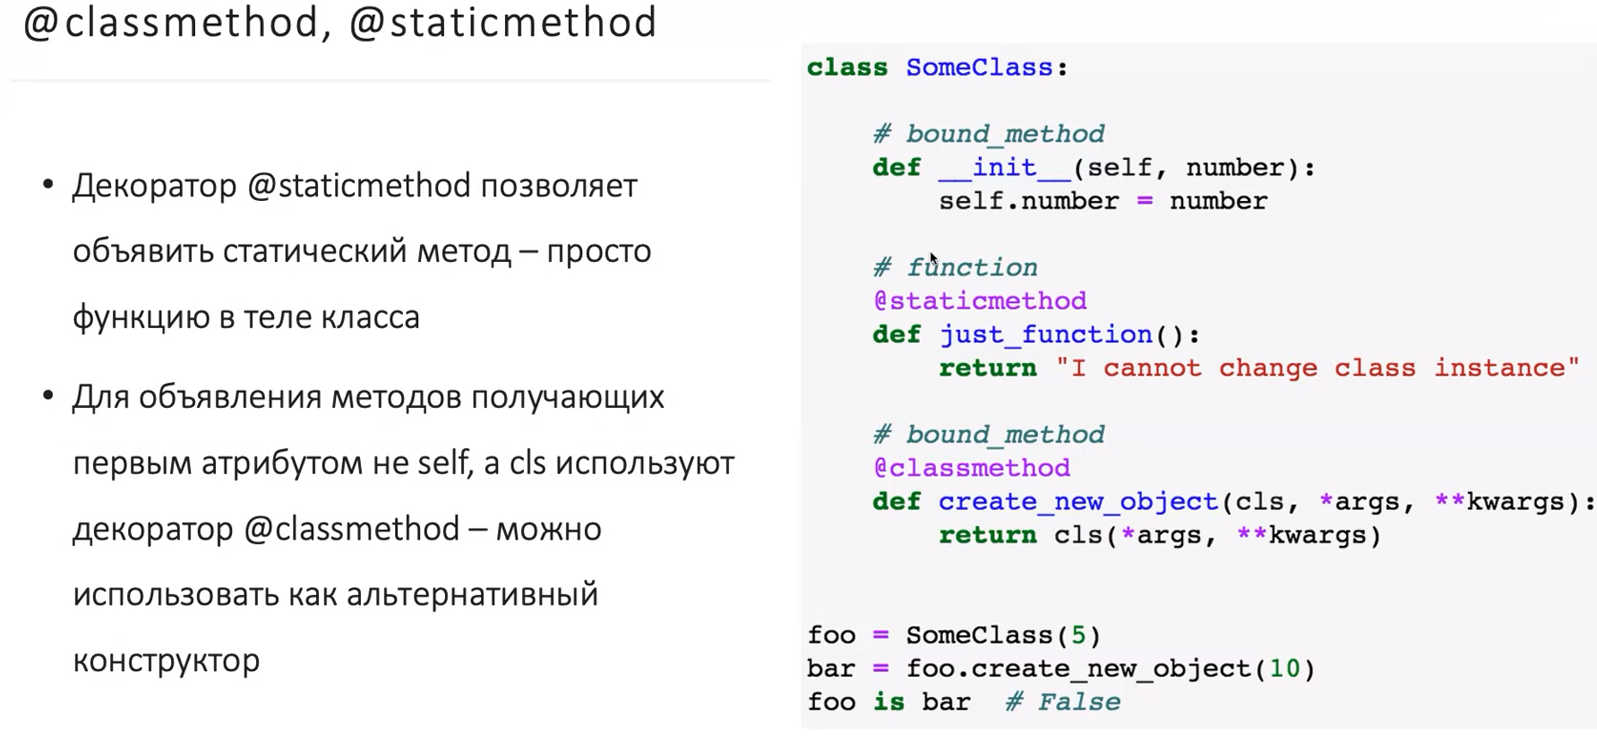 @classmethod, @staticmethod
• Декоратор @staticmethod позволяет
объявить статический метод – просто
функцию в теле класса
• Для объявления методов получающих
первым атрибутом не self, а cls используют
декоратор @classmethod – можно
использовать как альтернативный
конструктор
class SomeClass:
# bound_method
def __init__(self, number):
self.number = number
# function
@staticmethod
def just_function():
return "I cannot change class instance"
# bound_method
@classmethod
def create_new_object(cls, *args, **kwargs):
return cls(*args, **kwargs)
foo = SomeClass(5)
bar = foo.create_new_object(10)
foo is bar # False